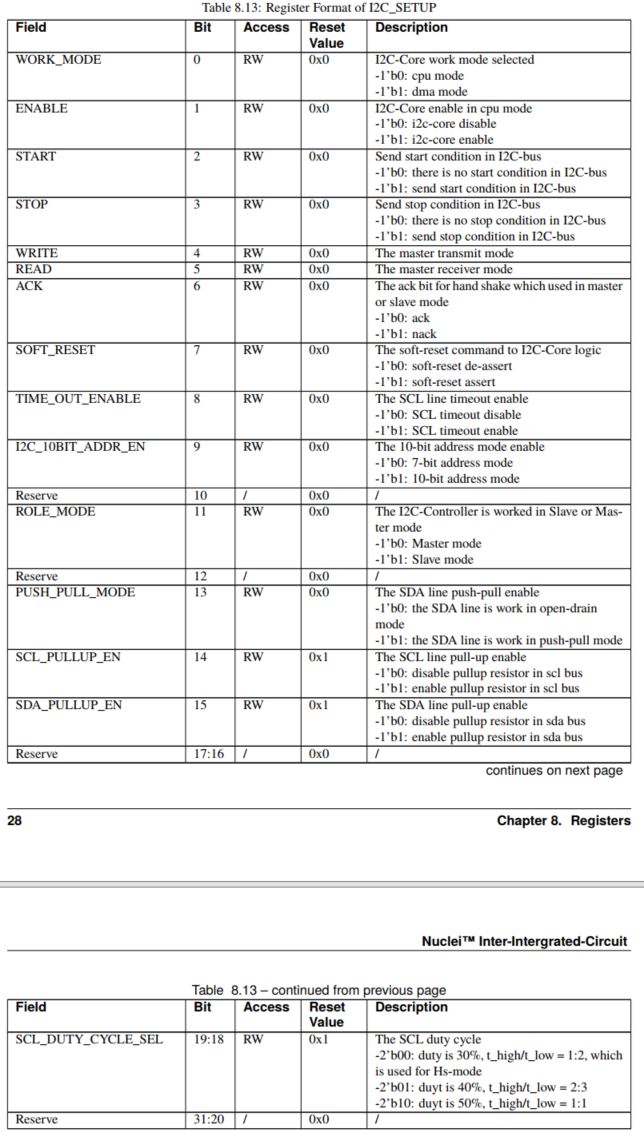 Table 8.13: Register Format of I2C_SETUP
Field Bit Access Reset Value Description
WORK_MODE 0 RW 0x0 I2C-Core work mode selected
-1’b0: cpu mode
-1’b1: dma mode
ENABLE 1 RW 0x0 I2C-Core enable in cpu mode
-1’b0: i2c-core disable
-1’b1: i2c-core enable
START 2 RW 0x0 Send start condition in I2C-bus
-1’b0: there is no start condition in I2C-bus
-1’b1: send start condition in I2C-bus
STOP 3 RW 0x0 Send stop condition in I2C-bus
-1’b0: there is no stop condition in I2C-bus
-1’b1: send stop condition in I2C-bus
WRITE 4 RW 0x0 The master transmit mode
READ 5 RW 0x0 The master receiver mode
ACK 6 RW 0x0 The ack bit for hand shake which used in master
or slave mode
-1’b0: ack
-1’b1: nack
SOFT_RESET 7 RW 0x0 The soft-reset command to I2C-Core logic
-1’b0: soft-reset de-assert
-1’b1: soft-reset assert
TIME_OUT_ENABLE 8 RW 0x0 The SCL line timeout enable
-1’b0: SCL timeout disable
-1’b1: SCL timeout enable
I2C_10BIT_ADDR_EN 9 RW 0x0 The 10-bit address mode enable
-1’b0: 7-bit address mode
-1’b1: 10-bit address mode
Reserve 10 / 0x0 /
ROLE_MODE 11 RW 0x0 The I2C-Controller is worked in Slave or Mas-
ter mode
-1’b0: Master mode
-1’b1: Slave mode
Reserve 12 / 0x0 /
PUSH_PULL_MODE 13 RW 0x0 The SDA line push-pull enable
-1’b0: the SDA line is work in open-drain
mode
-1’b1: the SDA line is work in push-pull mode
SCL_PULLUP_EN 14 RW 0x1 The SCL line pull-up enable
-1’b0: disable pullup resistor in scl bus
-1’b1: enable pullup resistor in scl bus
SDA_PULLUP_EN 15 RW 0x1 The SDA line pull-up enable
-1’b0: disable pullup resistor in sda bus
-1’b1: enable pullup resistor in sda bus
Reserve 17:16 / 0x0 /
continues on next page
28 Chapter 8. Registers
Nuclei™ Inter-Intergrated-Circuit
Table 8.13 – continued from previous page
Field Bit Access Reset Value Description
SCL_DUTY_CYCLE_SEL 19:18 RW 0x1 The SCL duty cycle
-2’b00: duty is 30%, t_high/t_low = 1:2, which
is used for Hs-mode
-2’b01: duyt is 40%, t_high/t_low = 2:3
-2’b10: duyt is 50%, t_high/t_low = 1:1
Reserve 31:20 / 0x0 /